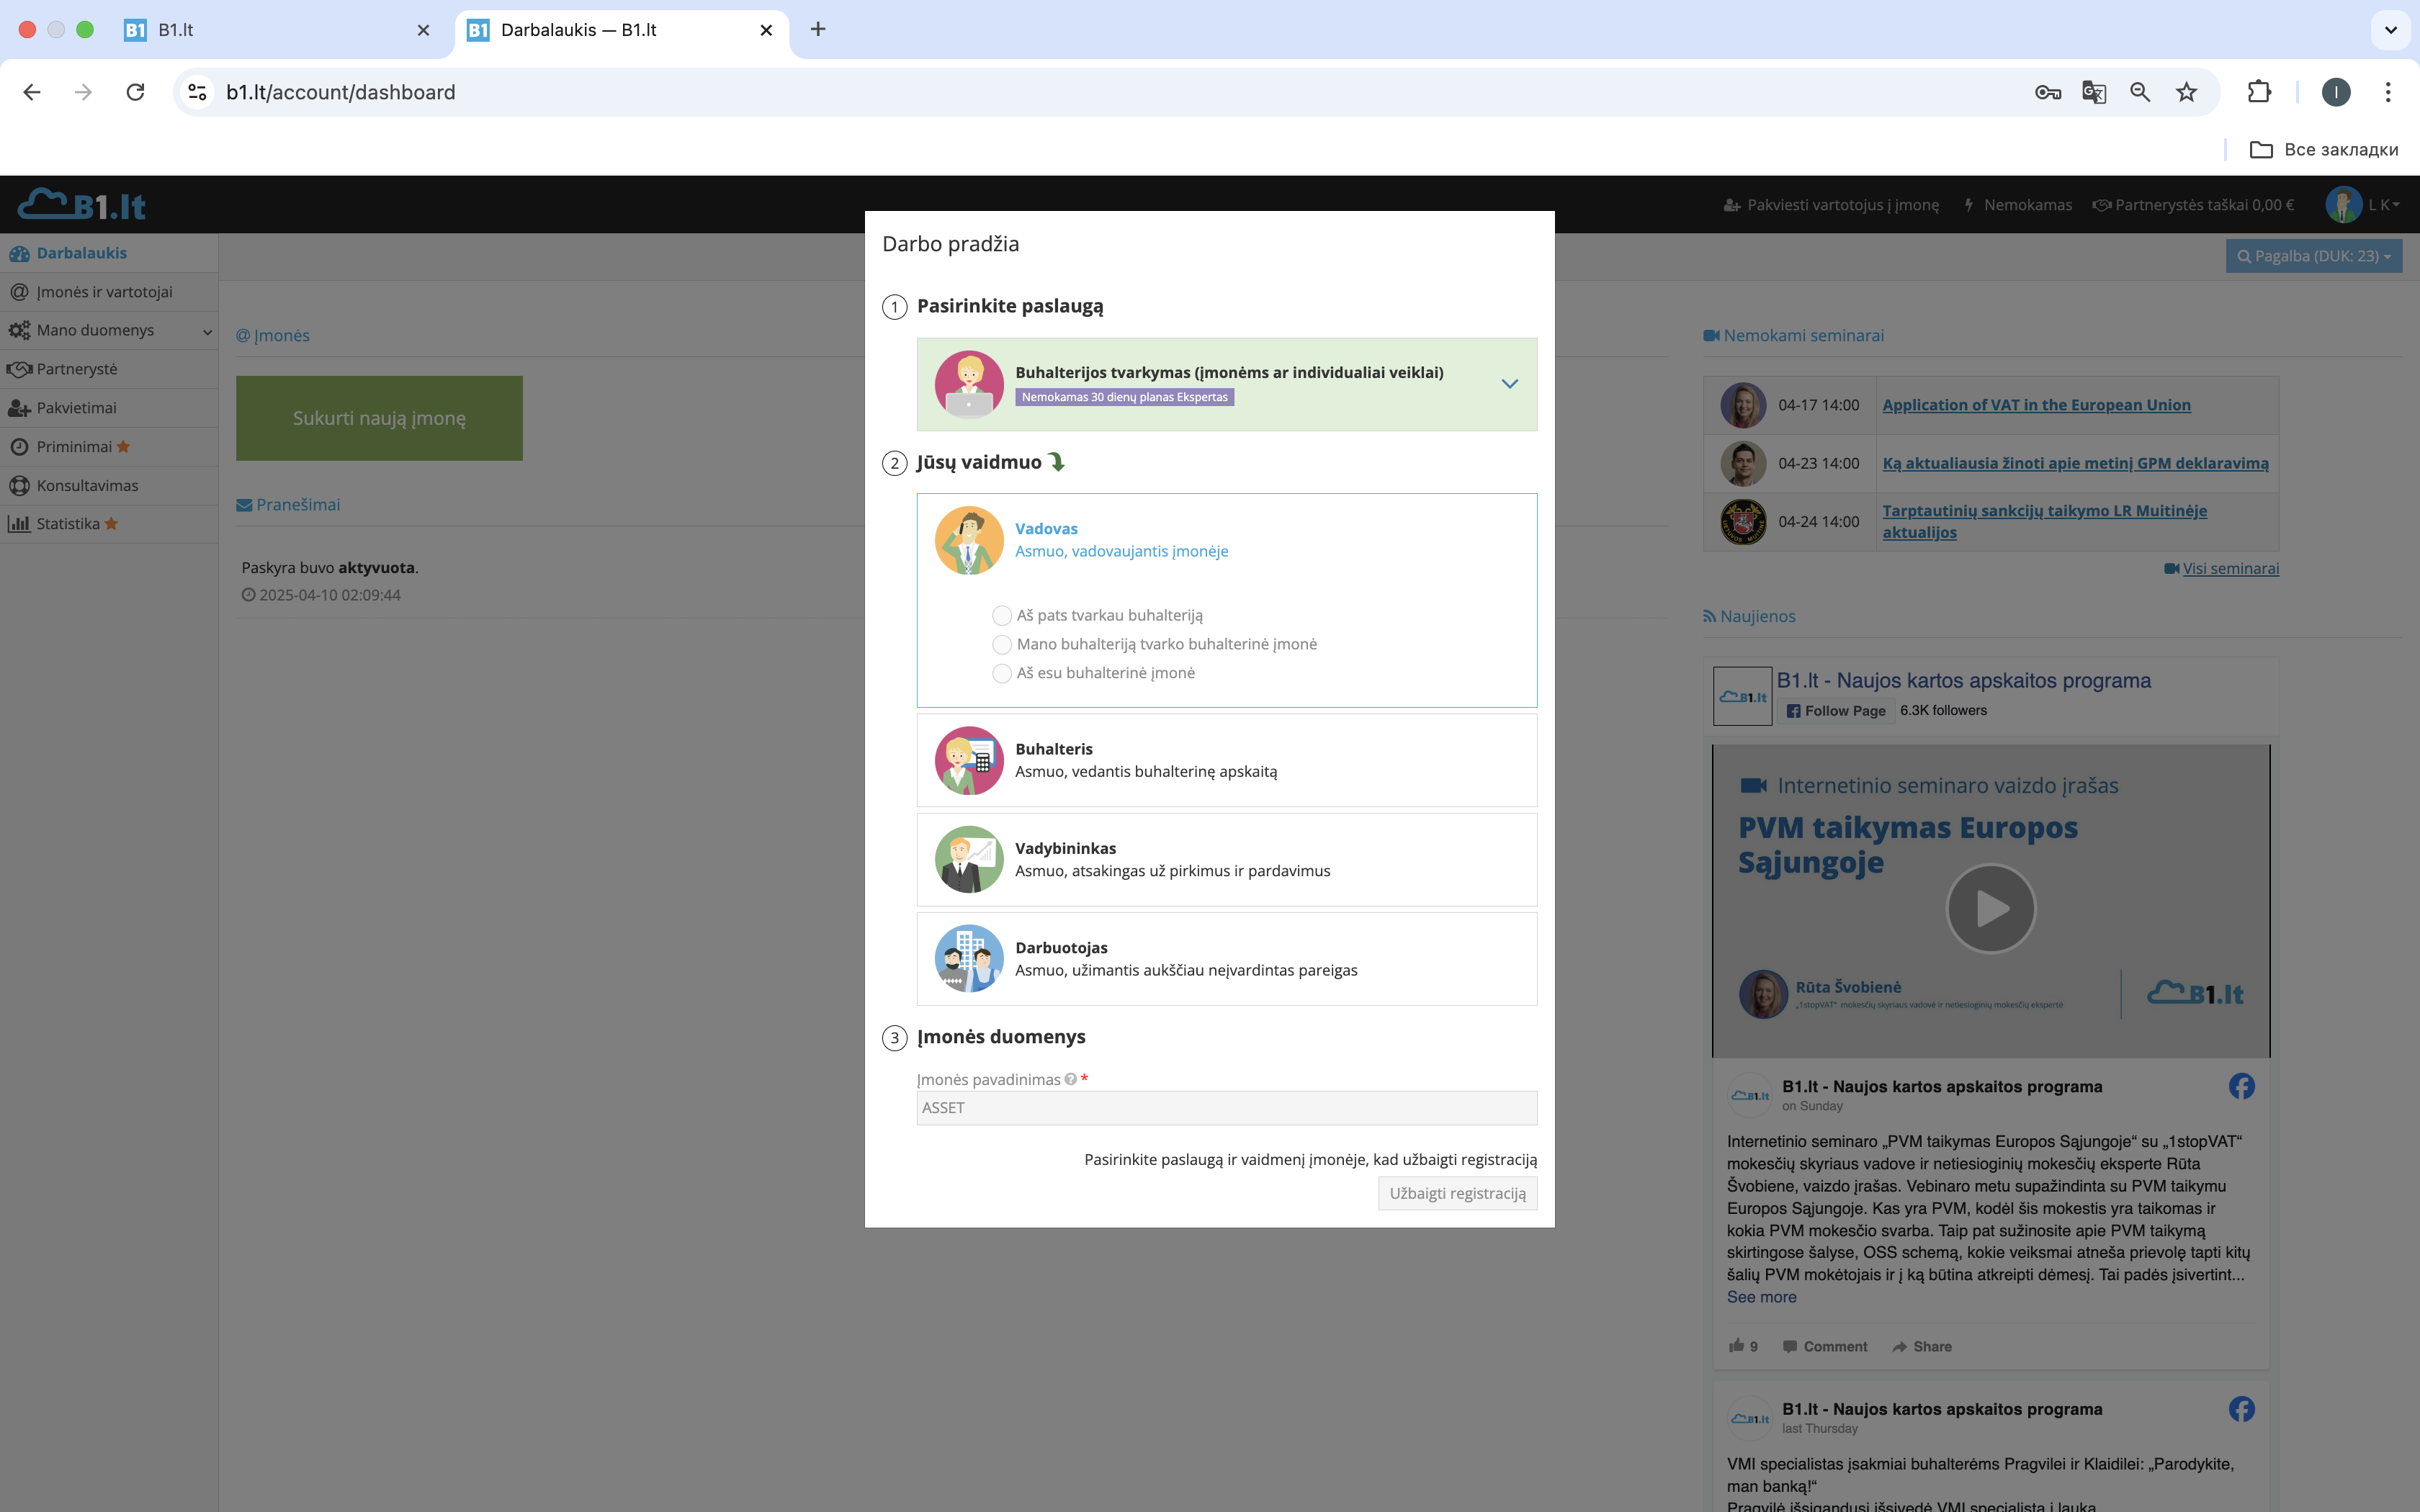 B1.lt
Darbalaukis — B1.lt
b1.lt/account/dashboard
Все закладки
B1.lt
Pakviesti vartotojus į įmonę
Nemokamas
Partnerystės taškai 0,00 €
L K
Darbalaukis
Įmonės ir vartotojai
Mano duomenys
Partnerystė
Pakvietimai
Priminimai
Konsultavimas
Statistika
Pagalba (DUK: 23)
@ Įmonės
Sukurti naują įmonę
Pranešimai
Paskyra buvo aktyvuota.
2025-04-10 02:09:44
Darbo pradžia
1 Pasirinkite paslaugą
Buhalterijos tvarkymas (įmonėms ar individualiai veiklai)
Nemokamas 30 dienų planas Ekspertas
2 Jūsų vaidmuo
Vadovas
Asmuo, vadovaujantis įmonėje
Aš pats tvarkau buhalteriją
Mano buhalteriją tvarko buhalterinė įmonė
Aš esu buhalterinė įmonė
Buhalteris
Asmuo, vedantis buhalterinę apskaitą
Vadybininkas
Asmuo, atsakingas už pirkimus ir pardavimus
Darbuotojas
Asmuo, užimantis aukščiau neįvardintas pareigas
3 Įmonės duomenys
Įmonės pavadinimas *
ASSET
Pasirinkite paslaugą ir vaidmenį įmonėje, kad užbaigti registraciją
Užbaigti registraciją
Nemokami seminarai
04-17 14:00 Application of VAT in the European Union
04-23 14:00 Ką aktualiausia žinoti apie metinį GPM deklaravimą
04-24 14:00 Tarptautinių sankcijų taikymo LR Muitinėje
aktualijos
Visi seminarai
Naujienos
B1.lt
B1.lt - Naujos kartos apskaitos programa
Follow Page 6.3K followers
Internetinio seminaro vaizdo įrašas
PVM taikymas Europos
Sąjungoje
Rūta Švobienė
„1stopVAT“ mokesčių skyriaus vadovė ir netiesioginių mokesčių ekspertė
B1.lt
B1.lt
B1.lt - Naujos kartos apskaitos programa
on Sunday
Internetinio seminaro „PVM taikymas Europos Sąjungoje“ su „1stopVAT“
mokesčių skyriaus vadove ir netiesioginių mokesčių eksperte Rūta
Švobiene, vaizdo įrašas. Vebinaro metu supažindinta su PVM taikymu
Europos Sąjungoje. Kas yra PVM, kodėl šis mokestis yra taikomas ir
kokia PVM mokesčio svarba. Taip pat sužinosite apie PVM taikymą
skirtingose šalyse, OSS schemą, kokie veiksmai atneša prievolę tapti kitų
šalių PVM mokėtojais ir į ką būtina atkreipti dėmesį. Tai padės įsivertint...
See more
9 Comment Share
B1.lt
B1.lt - Naujos kartos apskaitos programa
last Thursday
VMI specialistas įsakmiai buhalterėms Pragvilei ir Klaidilei: „Parodykite,
man banką!“
Pragvilė išsigandusi išsivedė VMI specialistą į lauką